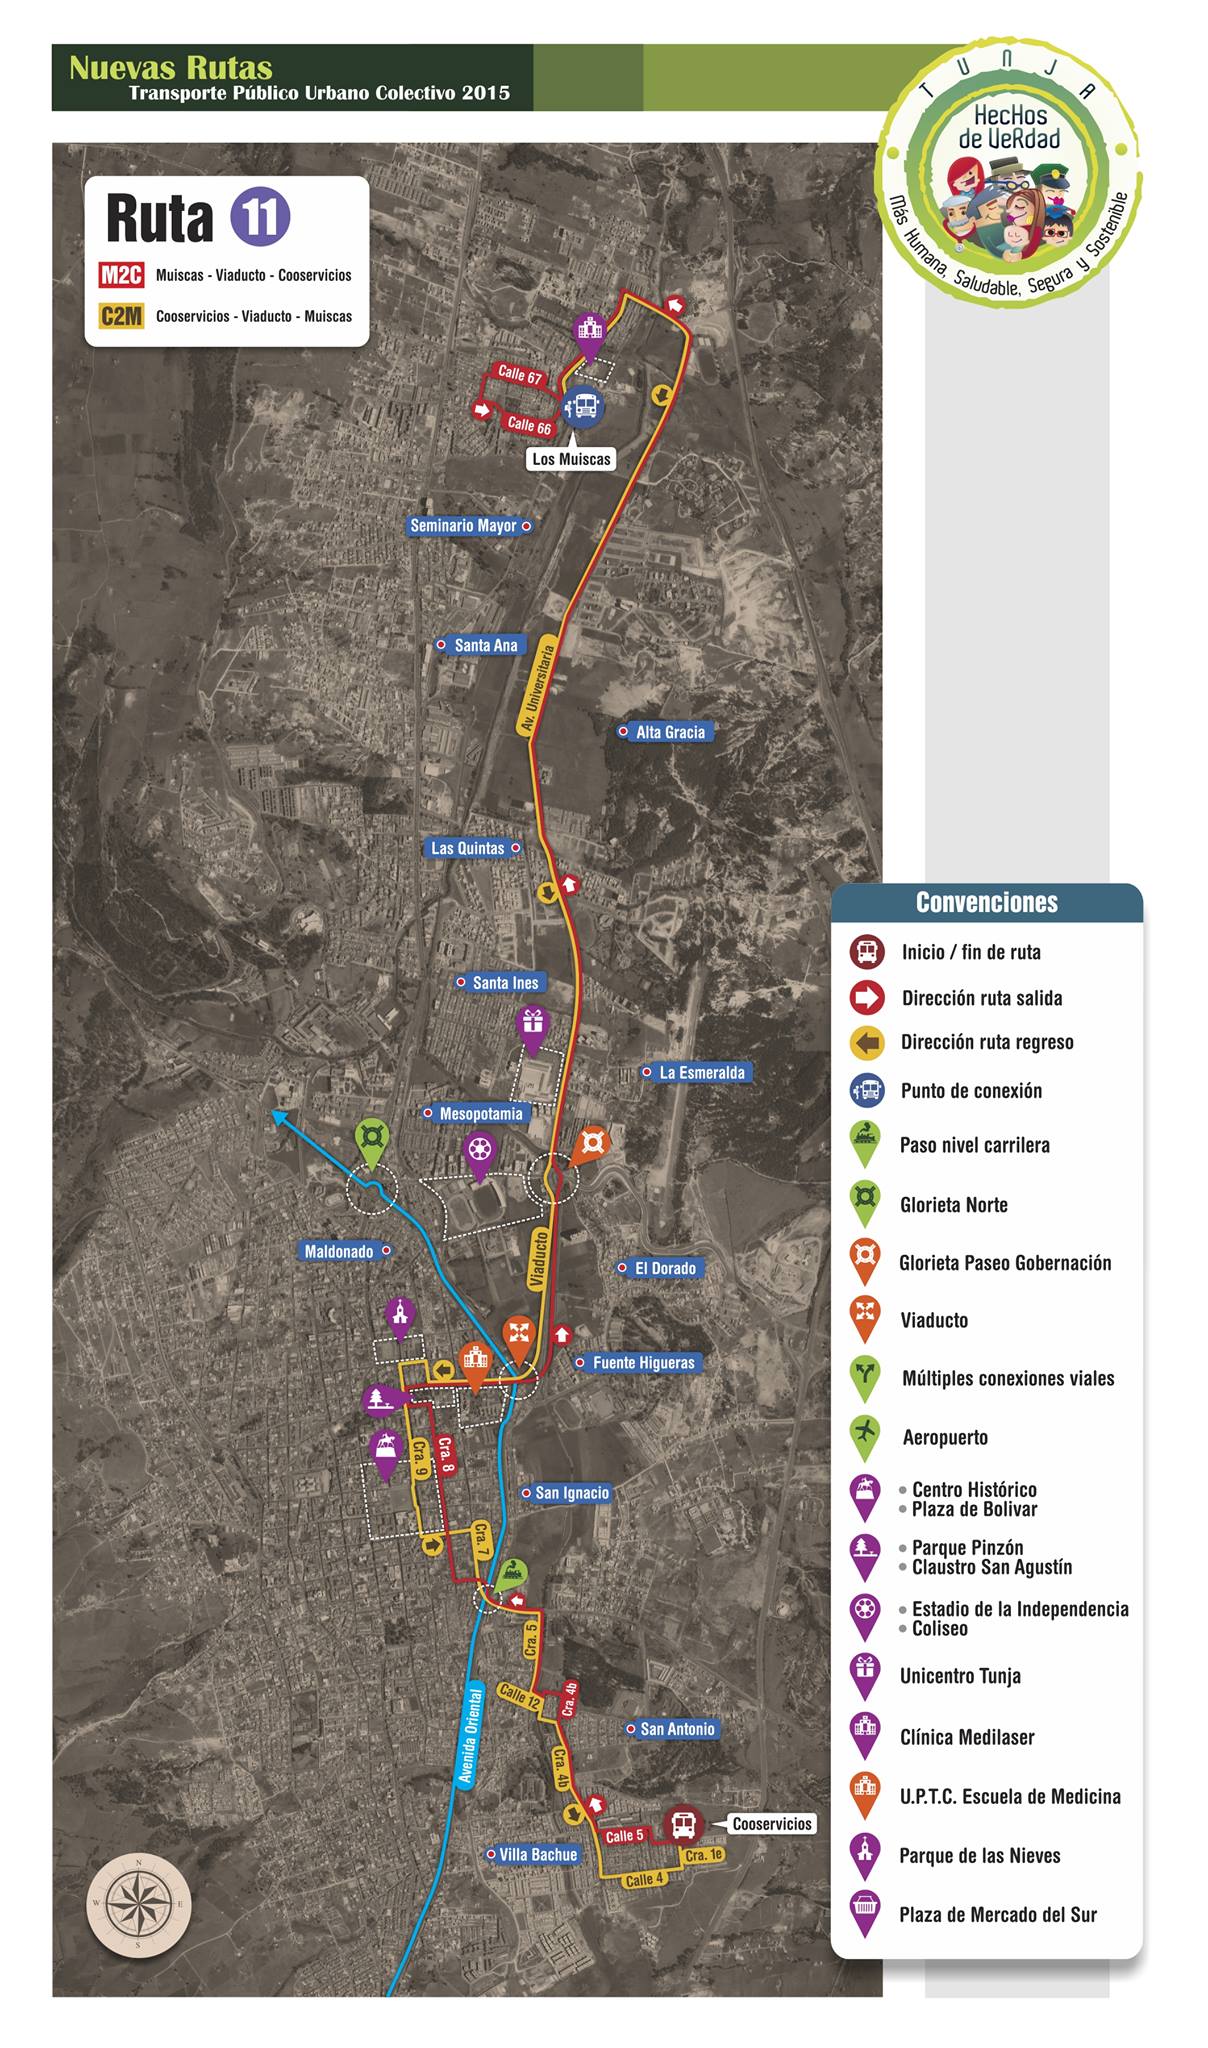 Nuevas Rutas
Transporte Público Urbano Colectivo 2015
TUNJA
HecHos
de VeRdad
Más Humana, Saludable, Segura y Sostenible
Ruta 11
M2C Muiscas - Viaducto - Cooservicios
C2M Cooservicios - Viaducto - Muiscas
Calle 67
Calle 66
Los Muiscas
Seminario Mayor
Santa Ana
Av. Universitaria
Alta Gracia
Las Quintas
Santa Ines
La Esmeralda
Mesopotamia
Maldonado
Viaducto
El Dorado
Fuente Higueras
Cra. 9
Cra. 8
San Ignacio
Cra. 7
Cra. 5
Calle 12
Cra. 4b
Avenida Oriental
San Antonio
Cra. 4b
Cooservicios
Calle 5
Villa Bachue
Cra. 1e
Calle 4
N
W E
S
Convenciones
Inicio / fin de ruta
Dirección ruta salida
Dirección ruta regreso
Punto de conexión
Paso nivel carrilera
Glorieta Norte
Glorieta Paseo Gobernación
Viaducto
Múltiples conexiones viales
Aeropuerto
• Centro Histórico
• Plaza de Bolivar
• Parque Pinzón
• Claustro San Agustín
• Estadio de la Independencia
• Coliseo
Unicentro Tunja
Clínica Medilaser
U.P.T.C. Escuela de Medicina
Parque de las Nieves
Plaza de Mercado del Sur